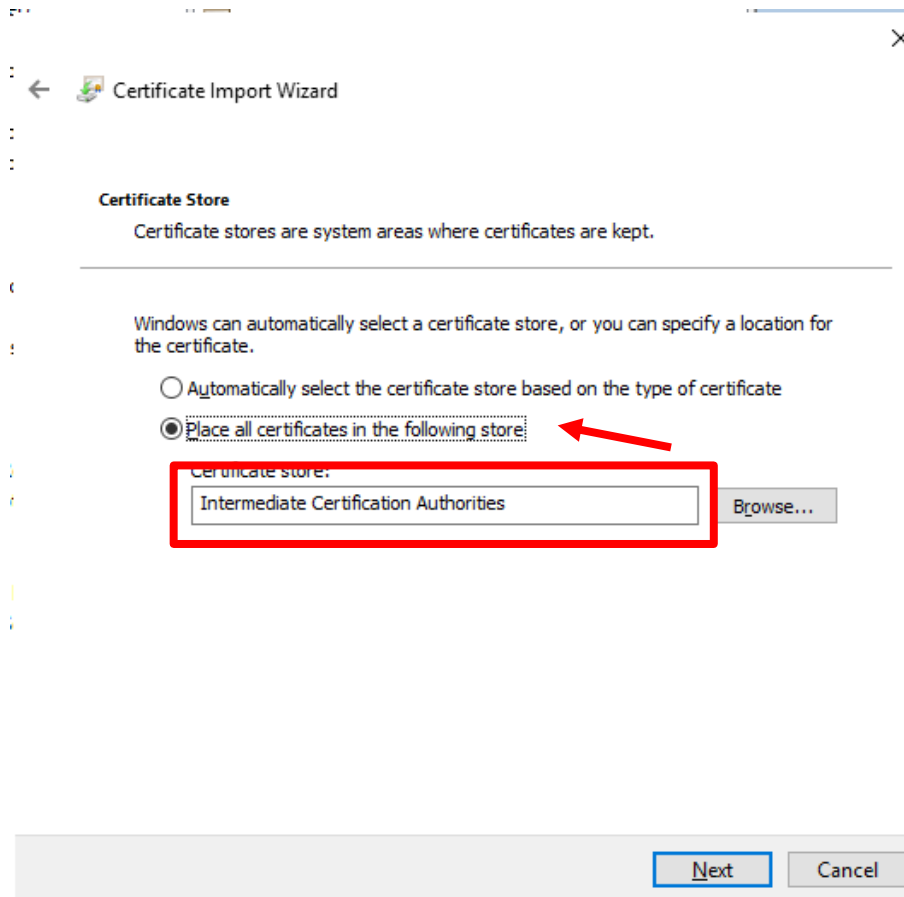 Certificate Import Wizard
Certificate Store
Certificate stores are system areas where certificates are kept.
Windows can automatically select a certificate store, or you can specify a location for
the certificate.
Automatically select the certificate store based on the type of certificate
Place all certificates in the following store
Certificate store:
Intermediate Certification Authorities
Browse...
Next
Cancel